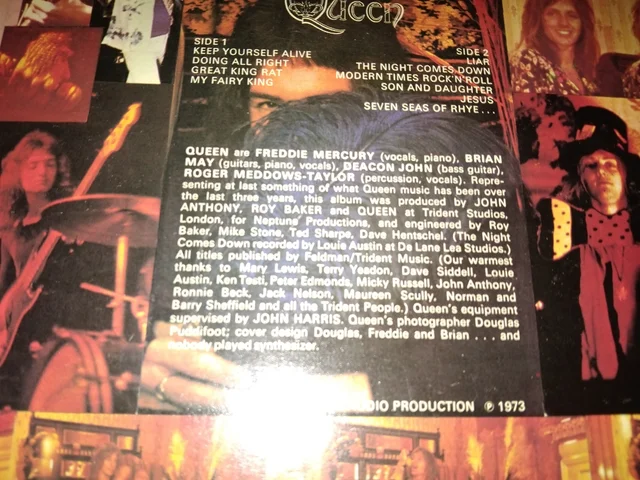 Queen
SIDE 1
KEEP YOURSELF ALIVE
DOING ALL RIGHT
GREAT KING RAT
MY FAIRY KING
SIDE 2
LIAR
THE NIGHT COMES DOWN
MODERN TIMES ROCK'N'ROLL
SON AND DAUGHTER
JESUS
SEVEN SEAS OF RHYE...
QUEEN are FREDDIE MERCURY (vocals, piano), BRIAN
MAY (guitars, piano, vocals), DEACON JOHN (bass guitar),
ROGER MEDDOWS-TAYLOR (percussion, vocals). Repre-
senting at last something of what Queen music has been over
the last three years, this album was produced by JOHN
ANTHONY, ROY BAKER and QUEEN at Trident Studios,
London, for Neptune Productions, and engineered by Roy
Baker, Mike Stone, Ted Sharpe, Dave Hentschel. (The Night
Comes Down recorded by Louie Austin at De Lane Lea Studios.)
All titles published by Feldman/Trident Music. (Our warmest
thanks to Mary Lewis, Terry Yeadon, Dave Siddell, Louie
Austin, Ken Testi, Peter Edmonds, Micky Russell, John Anthony,
Ronnie Beck, Jack Nelson, Maureen Scully, Norman and
Barry Sheffield and all the Trident People.) Queen's equipment
supervised by JOHN HARRIS. Queen's photographer Douglas
Puddifoot; cover design Douglas, Freddie and Brian ... and
nobody played synthesizer.
DIO PRODUCTION ℗ 1973